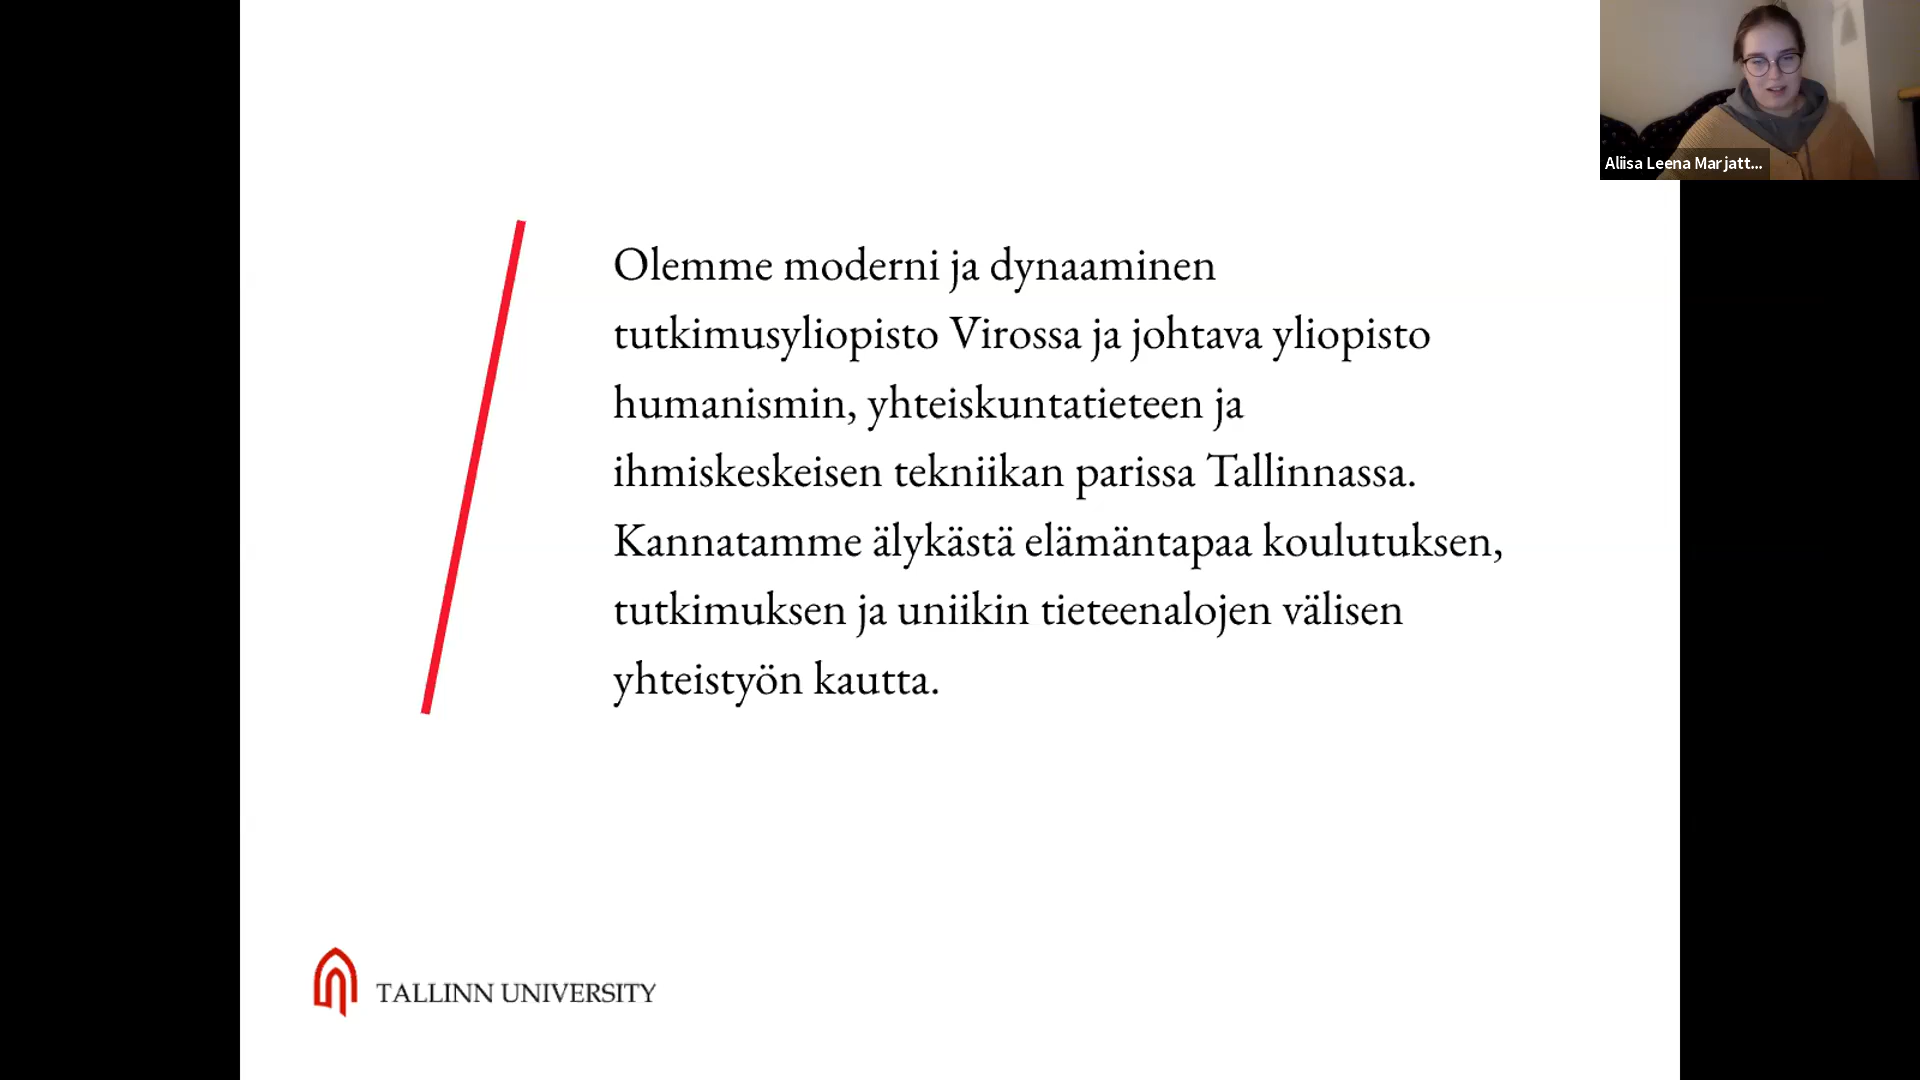 Aliisa Leena Marjatt...
Olemme moderni ja dynaaminen
tutkimusyliopisto Virossa ja johtava yliopisto
humanismin, yhteiskuntatieteen ja
ihmiskeskeisen tekniikan parissa Tallinnassa.
Kannatamme älykästä elämäntapaa koulutuksen,
tutkimuksen ja uniikin tieteenalojen välisen
yhteistyön kautta.
TALLINN UNIVERSITY